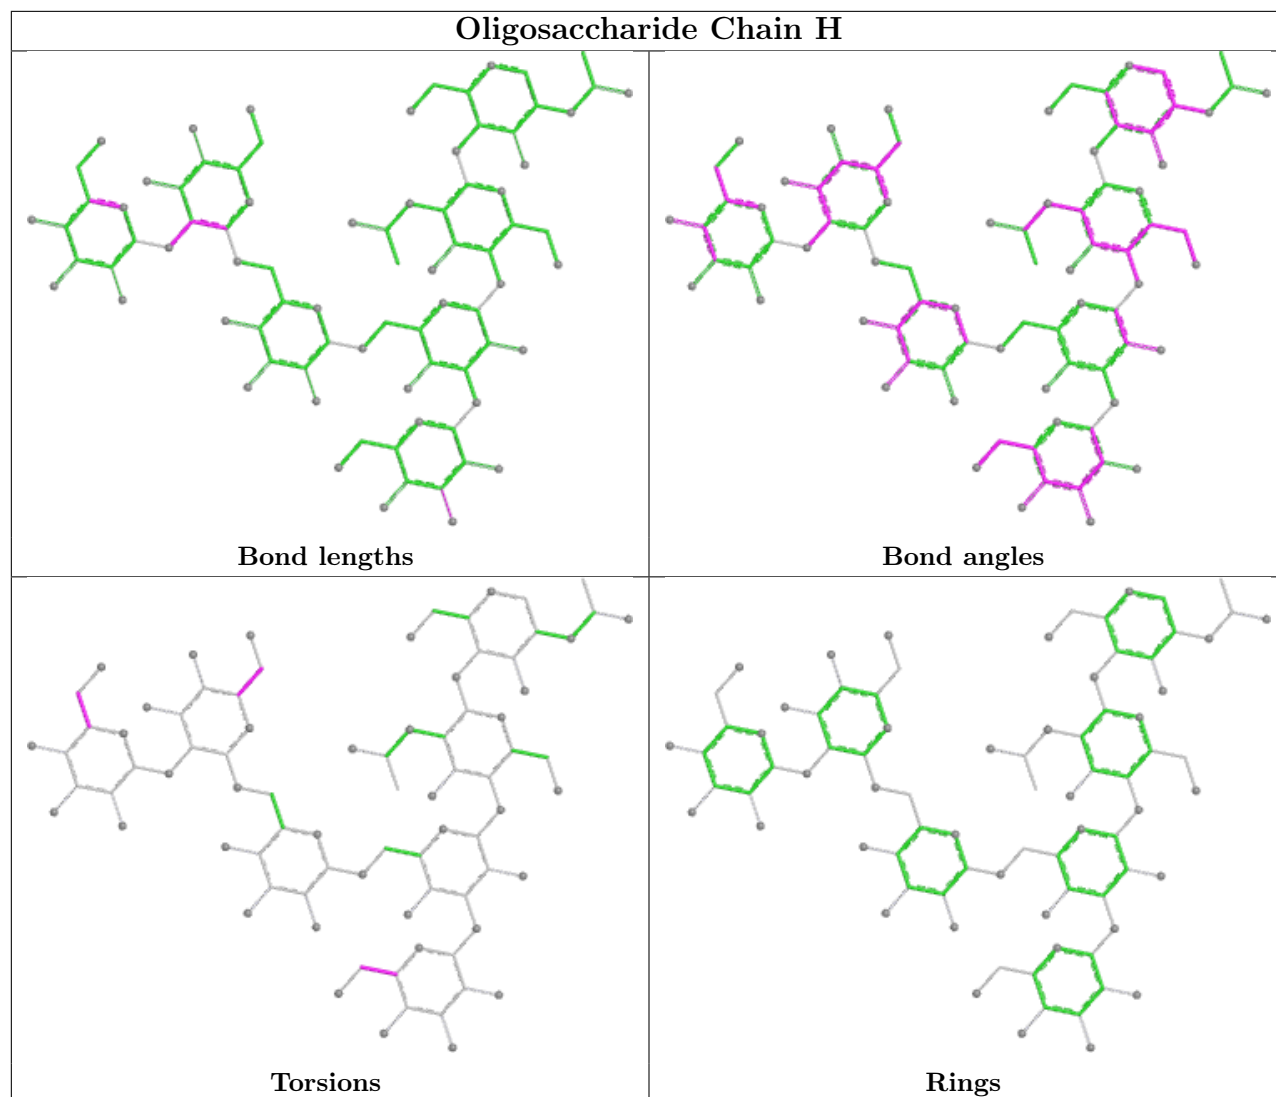 Oligosaccharide Chain H
Bond lengths
Bond angles
Torsions
Rings